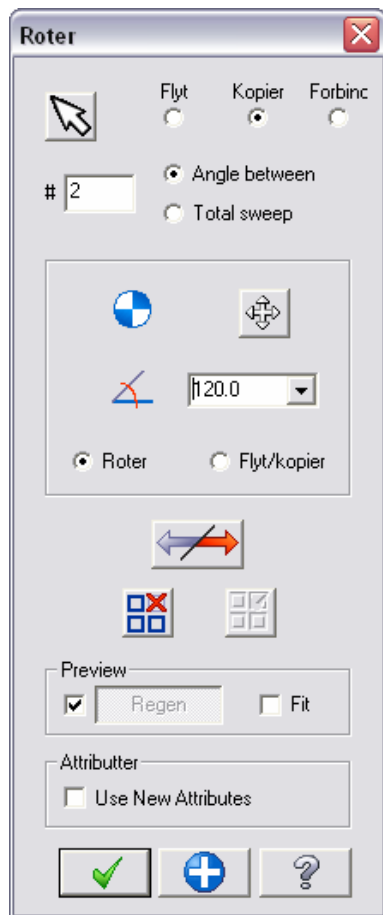 Roter
Flyt Kopier Forbinc
# 2
Angle between
Total sweep
120.0
Roter Flyt/kopier
Preview
Regen Fit
Attributter
Use New Attributes